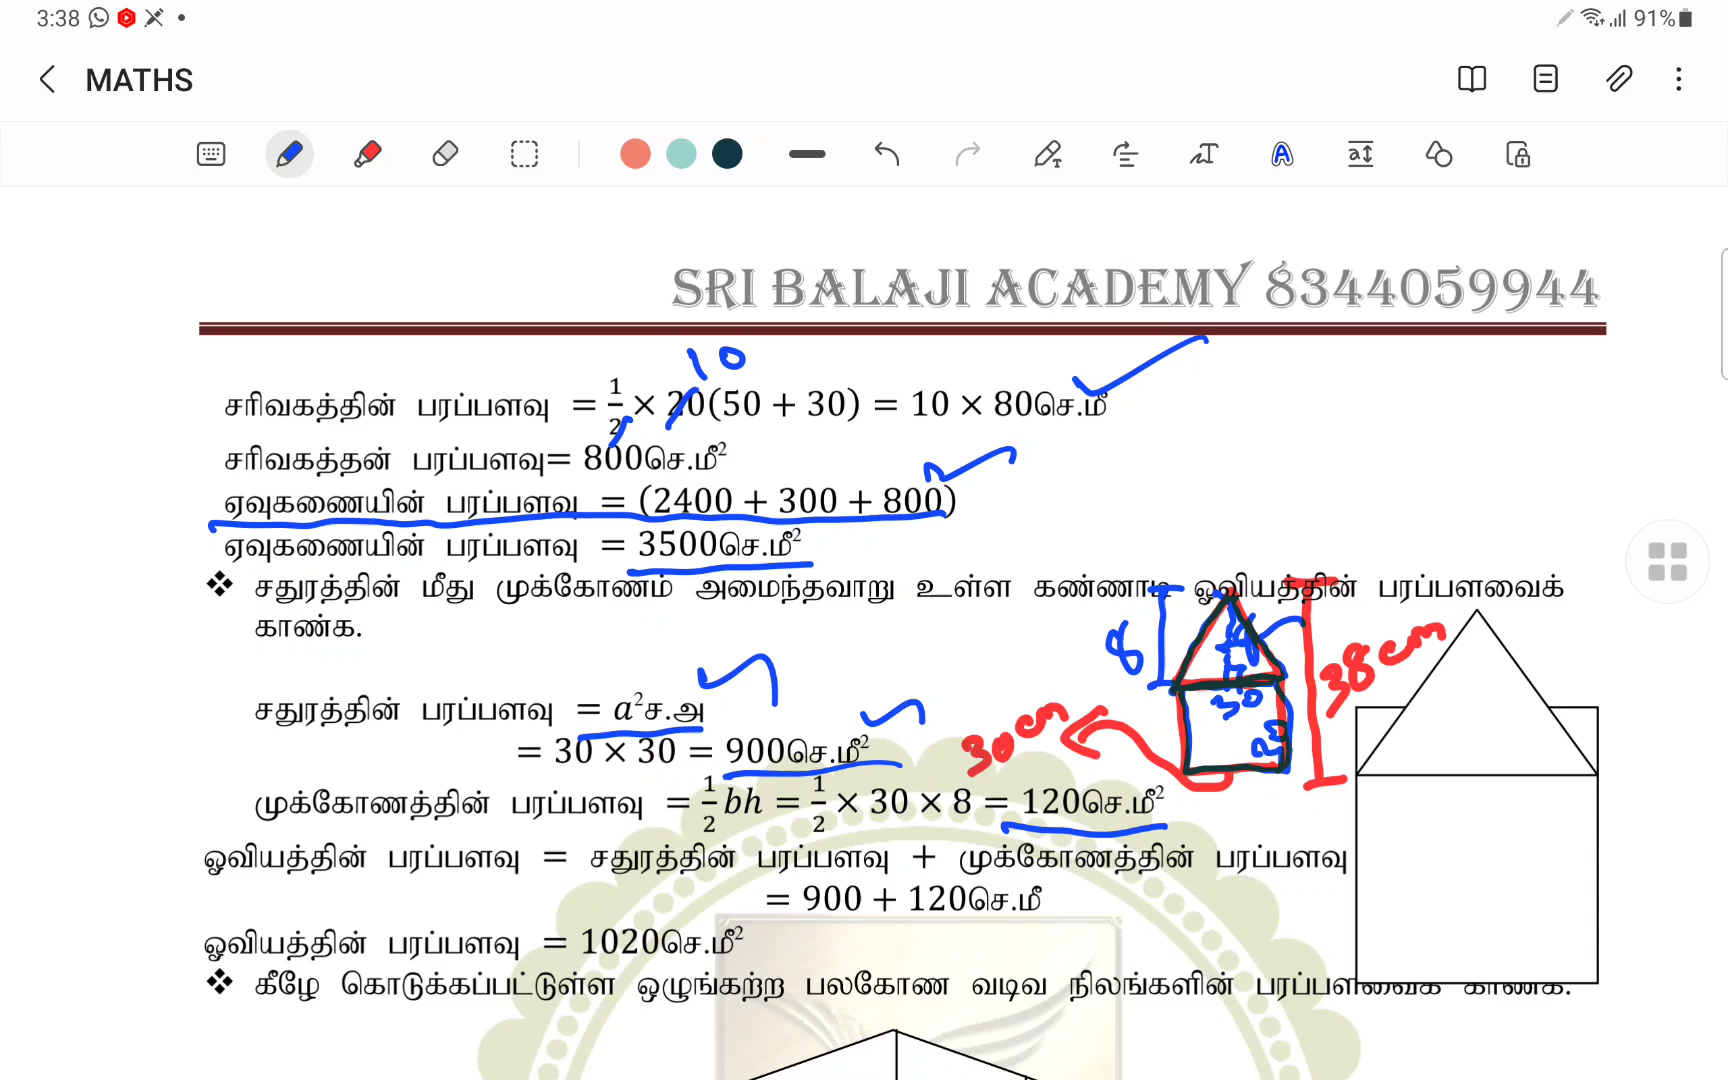 3:38 91%
MATHS
SRI BALAJI ACADEMY 8344059944
10
சரிவகத்தின் பரப்பளவு = 1/2 × 20(50 + 30) = 10 × 80செ.மீ
சரிவகத்தன் பரப்பளவு= 800செ.மீ²
ஏவுகணையின் பரப்பளவு = (2400 + 300 + 800)
ஏவுகணையின் பரப்பளவு = 3500செ.மீ²
❖ சதுரத்தின் மீது முக்கோணம் அமைந்தவாறு உள்ள கண்ணாடி ஓவியத்தின் பரப்பளவைக்
காண்க.
8
38cm
30
30cm
சதுரத்தின் பரப்பளவு = a²ச.அ
= 30 × 30 = 900செ.மீ²
முக்கோணத்தின் பரப்பளவு = 1/2 bh = 1/2 × 30 × 8 = 120செ.மீ²
ஓவியத்தின் பரப்பளவு = சதுரத்தின் பரப்பளவு + முக்கோணத்தின் பரப்பளவு
= 900 + 120செ.மீ
ஓவியத்தின் பரப்பளவு = 1020செ.மீ²
❖ கீழே கொடுக்கப்பட்டுள்ள ஒழுங்கற்ற பலகோண வடிவ நிலங்களின் பரப்பளவைக் காண்க.